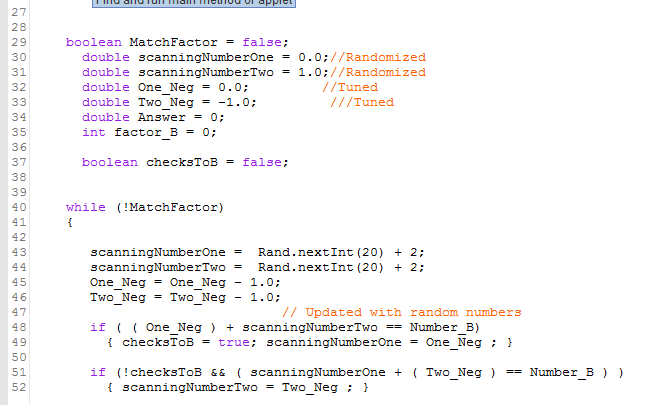 Find and run main method or applet
27
28
29 boolean MatchFactor = false;
30 double scanningNumberOne = 0.0;//Randomized
31 double scanningNumberTwo = 1.0;//Randomized
32 double One_Neg = 0.0; //Tuned
33 double Two_Neg = -1.0; ///Tuned
34 double Answer = 0;
35 int factor_B = 0;
36
37 boolean checksToB = false;
38
39
40 while (!MatchFactor)
41 {
42
43 scanningNumberOne = Rand.nextInt(20) + 2;
44 scanningNumberTwo = Rand.nextInt(20) + 2;
45 One_Neg = One_Neg - 1.0;
46 Two_Neg = Two_Neg - 1.0;
47 // Updated with random numbers
48 if ( ( One_Neg ) + scanningNumberTwo == Number_B)
49 { checksToB = true; scanningNumberOne = One_Neg ; }
50
51 if (!checksToB && ( scanningNumberOne + ( Two_Neg ) == Number_B ) )
52 { scanningNumberTwo = Two_Neg ; }